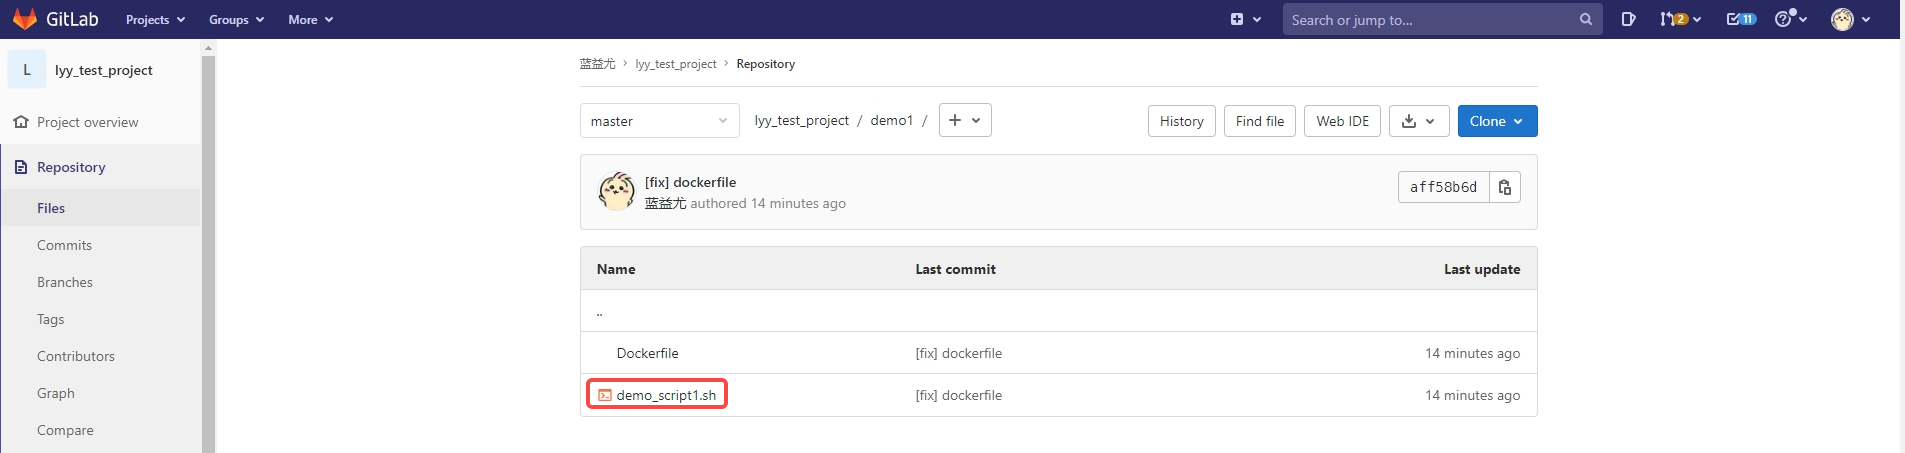 GitLab Projects Groups More Search or jump to... 2 11
L lyy_test_project
Project overview
Repository
Files
Commits
Branches
Tags
Contributors
Graph
Compare
蓝益尤 › lyy_test_project › Repository
master lyy_test_project / demo1 / + History Find file Web IDE Clone
[fix] dockerfile
蓝益尤 authored 14 minutes ago
aff58b6d
Name Last commit Last update
..
Dockerfile [fix] dockerfile 14 minutes ago
demo_script1.sh [fix] dockerfile 14 minutes ago